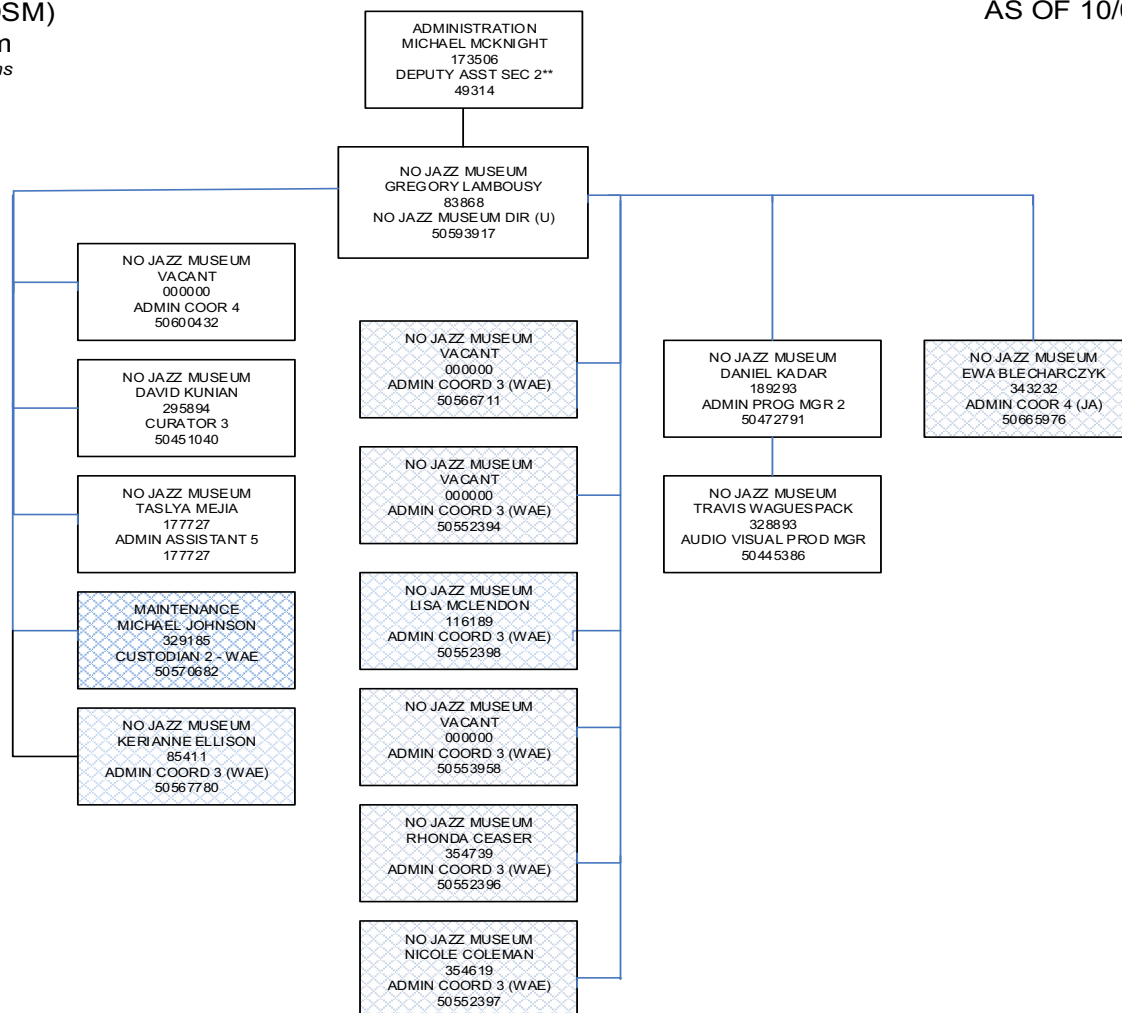 OSM)
AS OF 10/0
ns
ADMINISTRATION
MICHAEL MCKNIGHT
173506
DEPUTY ASST SEC 2**
49314
NO JAZZ MUSEUM
GREGORY LAMBOUSY
83868
NO JAZZ MUSEUM DIR (U)
50593917
NO JAZZ MUSEUM
VACANT
000000
ADMIN COOR 4
50600432
NO JAZZ MUSEUM
DAVID KUNIAN
295894
CURATOR 3
50451040
NO JAZZ MUSEUM
TASLYA MEJIA
177727
ADMIN ASSISTANT 5
177727
MAINTENANCE
MICHAEL JOHNSON
329185
CUSTODIAN 2 - WAE
50570682
NO JAZZ MUSEUM
KERIANNE ELLISON
85411
ADMIN COORD 3 (WAE)
50567780
NO JAZZ MUSEUM
VACANT
000000
ADMIN COORD 3 (WAE)
50566711
NO JAZZ MUSEUM
VACANT
000000
ADMIN COORD 3 (WAE)
50552394
NO JAZZ MUSEUM
LISA MCLENDON
116189
ADMIN COORD 3 (WAE)
50552398
NO JAZZ MUSEUM
VACANT
000000
ADMIN COORD 3 (WAE)
50553958
NO JAZZ MUSEUM
RHONDA CEASER
354739
ADMIN COORD 3 (WAE)
50552396
NO JAZZ MUSEUM
NICOLE COLEMAN
354619
ADMIN COORD 3 (WAE)
50552397
NO JAZZ MUSEUM
DANIEL KADAR
189293
ADMIN PROG MGR 2
50472791
NO JAZZ MUSEUM
TRAVIS WAGUESPACK
328893
AUDIO VISUAL PROD MGR
50445386
NO JAZZ MUSEUM
EWA BLECHARCZYK
343232
ADMIN COOR 4 (JA)
50665976